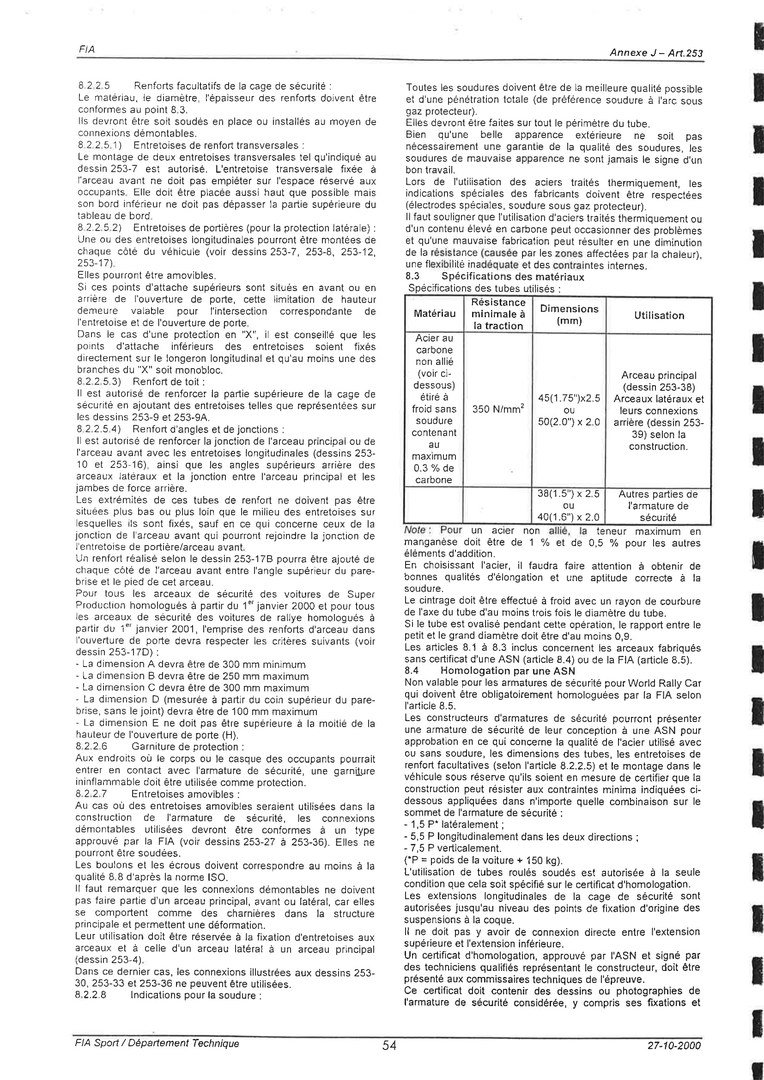 FIA
Annexe J – Art.253
8.2.2.5 Renforts facultatifs de la cage de sécurité :
Le matériau, le diamètre, l'épaisseur des renforts doivent être
conformes au point 8.3.
Ils devront être soit soudés en place ou installés au moyen de
connexions démontables.
8.2.2.5.1) Entretoises de renfort transversales :
Le montage de deux entretoises transversales tel qu'indiqué au
dessin 253-7 est autorisé. L'entretoise transversale fixée à
l'arceau avant ne doit pas empiéter sur l'espace réservé aux
occupants. Elle doit être placée aussi haut que possible mais
son bord inférieur ne doit pas dépasser la partie supérieure du
tableau de bord.
8.2.2.5.2) Entretoises de portières (pour la protection latérale) :
Une ou des entretoises longitudinales pourront être montées de
chaque côté du véhicule (voir dessins 253-7, 253-8, 253-12,
253-17).
Elles pourront être amovibles.
Si ces points d'attache supérieurs sont situés en avant ou en
arrière de l'ouverture de porte, cette limitation de hauteur
demeure valable pour l'intersection correspondante de
l'entretoise et de l'ouverture de porte.
Dans le cas d'une protection en "X", il est conseillé que les
points d'attache inférieurs des entretoises soient fixés
directement sur le longeron longitudinal et qu'au moins une des
branches du "X" soit monobloc.
8.2.2.5.3) Renfort de toit :
Il est autorisé de renforcer la partie supérieure de la cage de
sécurité en ajoutant des entretoises telles que représentées sur
les dessins 253-9 et 253-9A.
8.2.2.5.4) Renfort d'angles et de jonctions :
Il est autorisé de renforcer la jonction de l'arceau principal ou de
l'arceau avant avec les entretoises longitudinales (dessins 253-
10 et 253-16), ainsi que les angles supérieurs arrière des
arceaux latéraux et la jonction entre l'arceau principal et les
jambes de force arrière.
Les extrémités de ces tubes de renfort ne doivent pas être
situées plus bas ou plus loin que le milieu des entretoises sur
lesquelles ils sont fixés, sauf en ce qui concerne ceux de la
jonction de l'arceau avant qui pourront rejoindre la jonction de
l'entretoise de portière/arceau avant.
Un renfort réalisé selon le dessin 253-17B pourra être ajouté de
chaque côté de l'arceau avant entre l'angle supérieur du pare-
brise et le pied de cet arceau.
Pour tous les arceaux de sécurité des voitures de Super
Production homologués à partir du 1er janvier 2000 et pour tous
les arceaux de sécurité des voitures de rallye homologués à
partir du 1er janvier 2001, l'emprise des renforts d'arceau dans
l'ouverture de porte devra respecter les critères suivants (voir
dessin 253-17D) :
- La dimension A devra être de 300 mm minimum
- La dimension B devra être de 250 mm maximum
- La dimension C devra être de 300 mm maximum
- La dimension D (mesurée à partir du coin supérieur du pare-
brise, sans le joint) devra être de 100 mm maximum
- La dimension E ne doit pas être supérieure à la moitié de la
hauteur de l'ouverture de porte (H).
8.2.2.6 Garniture de protection :
Aux endroits où le corps ou le casque des occupants pourrait
entrer en contact avec l'armature de sécurité, une garniture
ininflammable doit être utilisée comme protection.
8.2.2.7 Entretoises amovibles :
Au cas où des entretoises amovibles seraient utilisées dans la
construction de l'armature de sécurité, les connexions
démontables utilisées devront être conformes à un type
approuvé par la FIA (voir dessins 253-27 à 253-36). Elles ne
pourront être soudées.
Les boulons et les écrous doivent correspondre au moins à la
qualité 8.8 d'après la norme ISO.
Il faut remarquer que les connexions démontables ne doivent
pas faire partie d'un arceau principal, avant ou latéral, car elles
se comportent comme des charnières dans la structure
principale et permettent une déformation.
Leur utilisation doit être réservée à la fixation d'entretoises aux
arceaux et à celle d'un arceau latéral à un arceau principal
(dessin 253-4).
Dans ce dernier cas, les connexions illustrées aux dessins 253-
30, 253-33 et 253-36 ne peuvent être utilisées.
8.2.2.8 Indications pour la soudure :
Toutes les soudures doivent être de la meilleure qualité possible
et d'une pénétration totale (de préférence soudure à l'arc sous
gaz protecteur).
Elles devront être faites sur tout le périmètre du tube.
Bien qu'une belle apparence extérieure ne soit pas
nécessairement une garantie de la qualité des soudures, les
soudures de mauvaise apparence ne sont jamais le signe d'un
bon travail.
Lors de l'utilisation des aciers traités thermiquement, les
indications spéciales des fabricants doivent être respectées
(électrodes spéciales, soudure sous gaz protecteur).
Il faut souligner que l'utilisation d'aciers traités thermiquement ou
d'un contenu élevé en carbone peut occasionner des problèmes
et qu'une mauvaise fabrication peut résulter en une diminution
de la résistance (causée par les zones affectées par la chaleur),
une flexibilité inadéquate et des contraintes internes.
8.3 Spécifications des matériaux
Spécifications des tubes utilisés :
Matériau
Résistance
minimale à
la traction
Dimensions
(mm)
Utilisation
Acier au
carbone
non allié
(voir ci-
dessous)
étiré à
froid sans
soudure
contenant
au
maximum
0.3 % de
carbone
350 N/mm2
45(1.75")x2.5
ou
50(2.0") x 2.0
Arceau principal
(dessin 253-38)
Arceaux latéraux et
leurs connexions
arrière (dessin 253-
39) selon la
construction.
38(1.5") x 2.5
ou
40(1.6") x 2.0
Autres parties de
l'armature de
sécurité
Note : Pour un acier non allié, la teneur maximum en
manganèse doit être de 1 % et de 0,5 % pour les autres
éléments d'addition.
En choisissant l'acier, il faudra faire attention à obtenir de
bonnes qualités d'élongation et une aptitude correcte à la
soudure.
Le cintrage doit être effectué à froid avec un rayon de courbure
de l'axe du tube d'au moins trois fois le diamètre du tube.
Si le tube est ovalisé pendant cette opération, le rapport entre le
petit et le grand diamètre doit être d'au moins 0,9.
Les articles 8.1 à 8.3 inclus concernent les arceaux fabriqués
sans certificat d'une ASN (article 8.4) ou de la FIA (article 8.5).
8.4 Homologation par une ASN
Non valable pour les armatures de sécurité pour World Rally Car
qui doivent être obligatoirement homologuées par la FIA selon
l'article 8.5.
Les constructeurs d'armatures de sécurité pourront présenter
une armature de sécurité de leur conception à une ASN pour
approbation en ce qui concerne la qualité de l'acier utilisé avec
ou sans soudure, les dimensions des tubes, les entretoises de
renfort facultatives (selon l'article 8.2.2.5) et le montage dans le
véhicule sous réserve qu'ils soient en mesure de certifier que la
construction peut résister aux contraintes minima indiquées ci-
dessous appliquées dans n'importe quelle combinaison sur le
sommet de l'armature de sécurité :
- 1,5 P* latéralement ;
- 5,5 P longitudinalement dans les deux directions ;
- 7,5 P verticalement.
(*P = poids de la voiture + 150 kg).
L'utilisation de tubes roulés soudés est autorisée à la seule
condition que cela soit spécifié sur le certificat d'homologation.
Les extensions longitudinales de la cage de sécurité sont
autorisées jusqu'au niveau des points de fixation d'origine des
suspensions à la coque.
Il ne doit pas y avoir de connexion directe entre l'extension
supérieure et l'extension inférieure.
Un certificat d'homologation, approuvé par l'ASN et signé par
des techniciens qualifiés représentant le constructeur, doit être
présenté aux commissaires techniques de l'épreuve.
Ce certificat doit contenir des dessins ou photographies de
l'armature de sécurité considérée, y compris ses fixations et
FIA Sport / Département Technique
54
27-10-2000